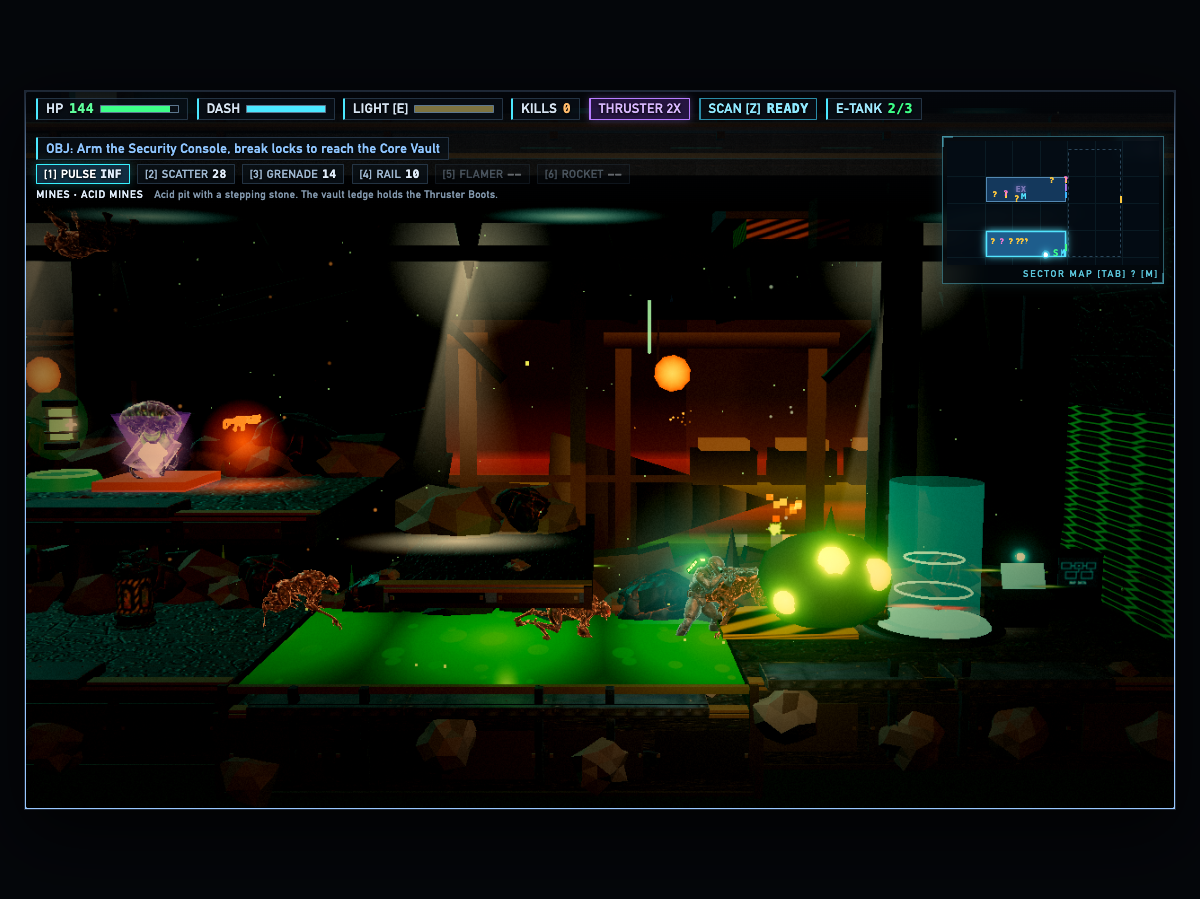 HP 144 DASH LIGHT [E] KILLS 0 THRUSTER 2X SCAN [Z] READY E-TANK 2/3
OBJ: Arm the Security Console, break locks to reach the Core Vault
[1] PULSE INF [2] SCATTER 28 [3] GRENADE 14 [4] RAIL 10 [5] FLAMER -- [6] ROCKET --
MINES · ACID MINES Acid pit with a stepping stone. The vault ledge holds the Thruster Boots.
? ? EX ? M
? ? ? ? ? ? S
SECTOR MAP [TAB] ? [M]